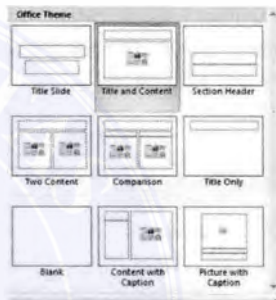 Office Theme
Title Slide
Title and Content
Section Header
Two Content
Comparison
Title Only
Blank
Content with
Caption
Picture with
Caption